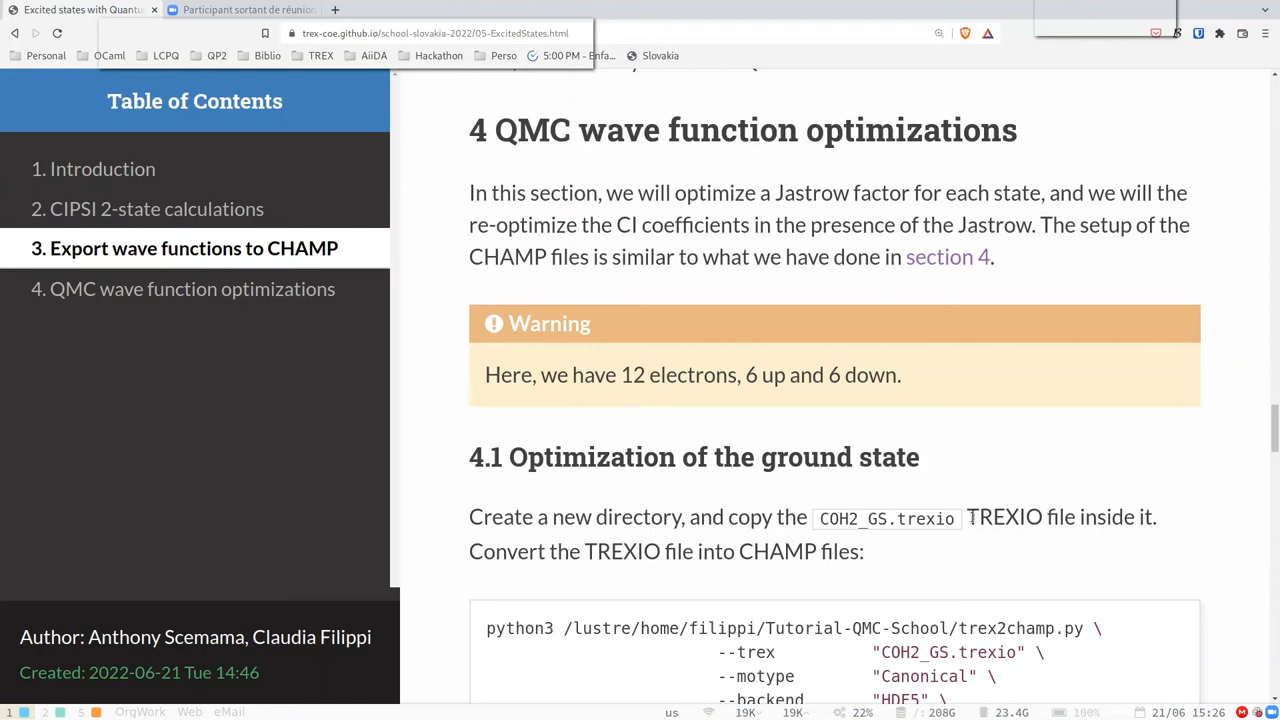 Excited states with Quantu
Participant sortant de réunion
trex-coe.github.io/school-slovakia-2022/05-ExcitedStates.html
Personal OCaml LCPQ QP2 Biblio TREX AiiDA Hackathon Perso 5:00 PM – Enfa... Slovakia
Table of Contents
1. Introduction
2. CIPSI 2-state calculations
3. Export wave functions to CHAMP
4. QMC wave function optimizations
Author: Anthony Scemama, Claudia Filippi
Created: 2022-06-21 Tue 14:46
4 QMC wave function optimizations
In this section, we will optimize a Jastrow factor for each state, and we will the
re-optimize the CI coefficients in the presence of the Jastrow. The setup of the
CHAMP files is similar to what we have done in section 4.
Warning
Here, we have 12 electrons, 6 up and 6 down.
4.1 Optimization of the ground state
Create a new directory, and copy the COH2_GS.trexio TREXIO file inside it.
Convert the TREXIO file into CHAMP files:
python3 /lustre/home/filippi/Tutorial-QMC-School/trex2champ.py \
--trex "COH2_GS.trexio" \
--motype "Canonical" \
--backend "HDF5" \
1 2 5 OrgWork Web eMail us 19K 19K 22% /: 208G 23.4G 100% 21/06 15:26